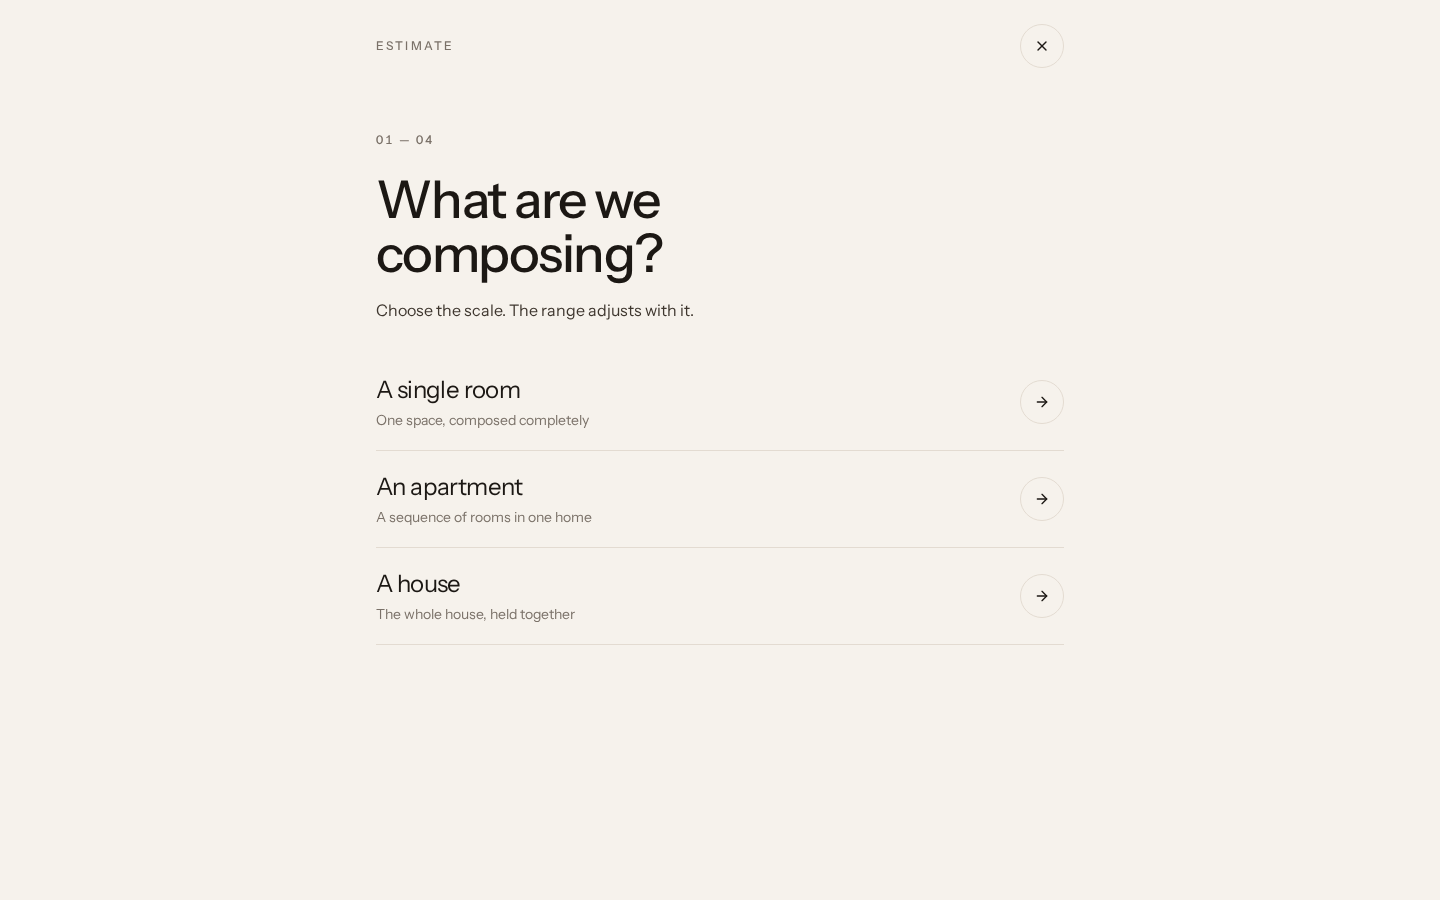 ESTIMATE
01 — 04
What are we
composing?
Choose the scale. The range adjusts with it.
A single room
One space, composed completely
An apartment
A sequence of rooms in one home
A house
The whole house, held together